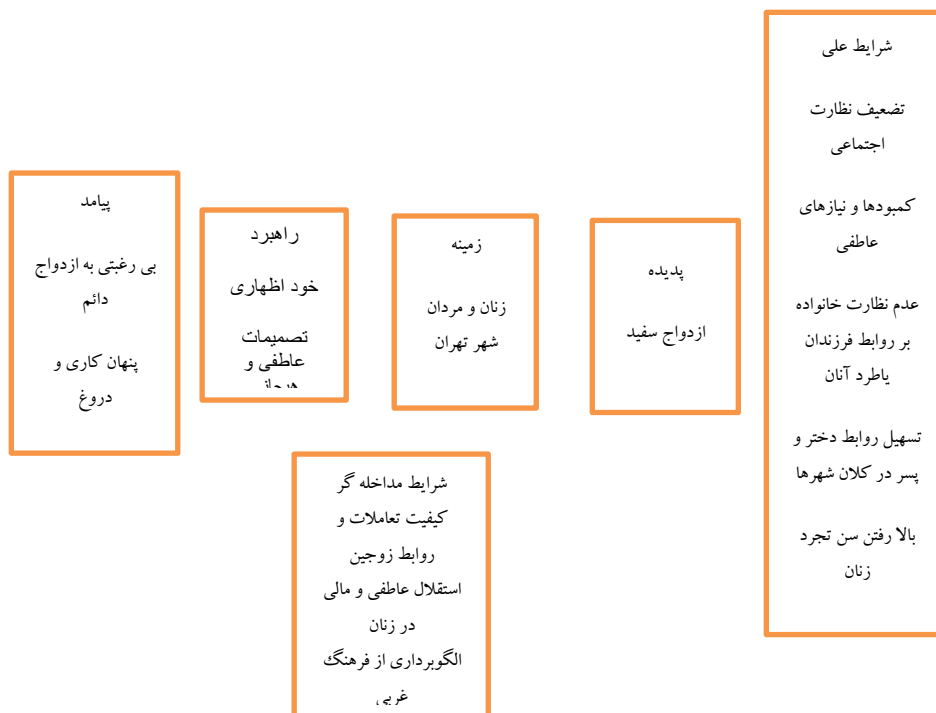 شرایط علی
تضعیف نظارت
اجتماعی
کمبودها و نیازهای
عاطفی
عدم نظارت خانواده
بر روابط فرزندان
یاطرد آنان
تسهیل روابط دختر و
پسر در کلان شهرها
بالا رفتن سن تجرد
زنان
پدیده
ازدواج سفید
زمینه
زنان و مردان
شهر تهران
راهبرد
خود اظهاری
تصمیمات
عاطفی و
پیامد
بی رغبتی به ازدواج
دائم
پنهان کاری و
دروغ
شرایط مداخله گر
کیفیت تعاملات و
روابط زوجین
استقلال عاطفی و مالی
در زنان
الگوبرداری از فرهنگ
غربی